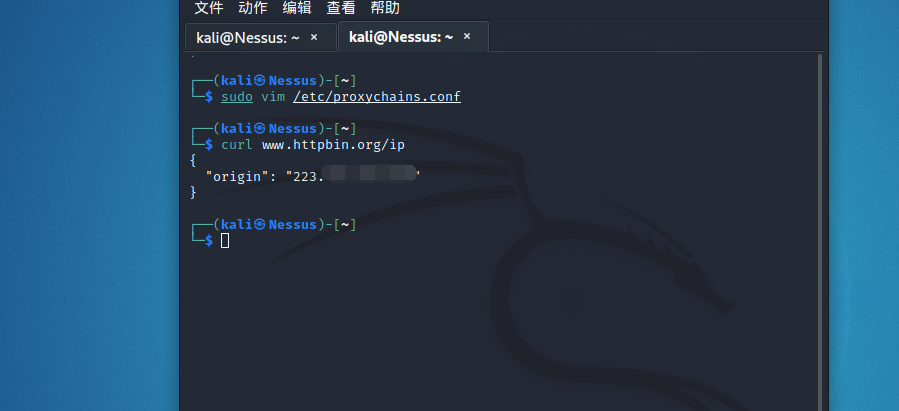 文件 动作 编辑 查看 帮助
kali@Nessus: ~ × kali@Nessus: ~ ×
┌──(kali㉿Nessus)-[~]
└─$ sudo vim /etc/proxychains.conf
┌──(kali㉿Nessus)-[~]
└─$ curl www.httpbin.org/ip
{
"origin": "223.
}
┌──(kali㉿Nessus)-[~]
└─$